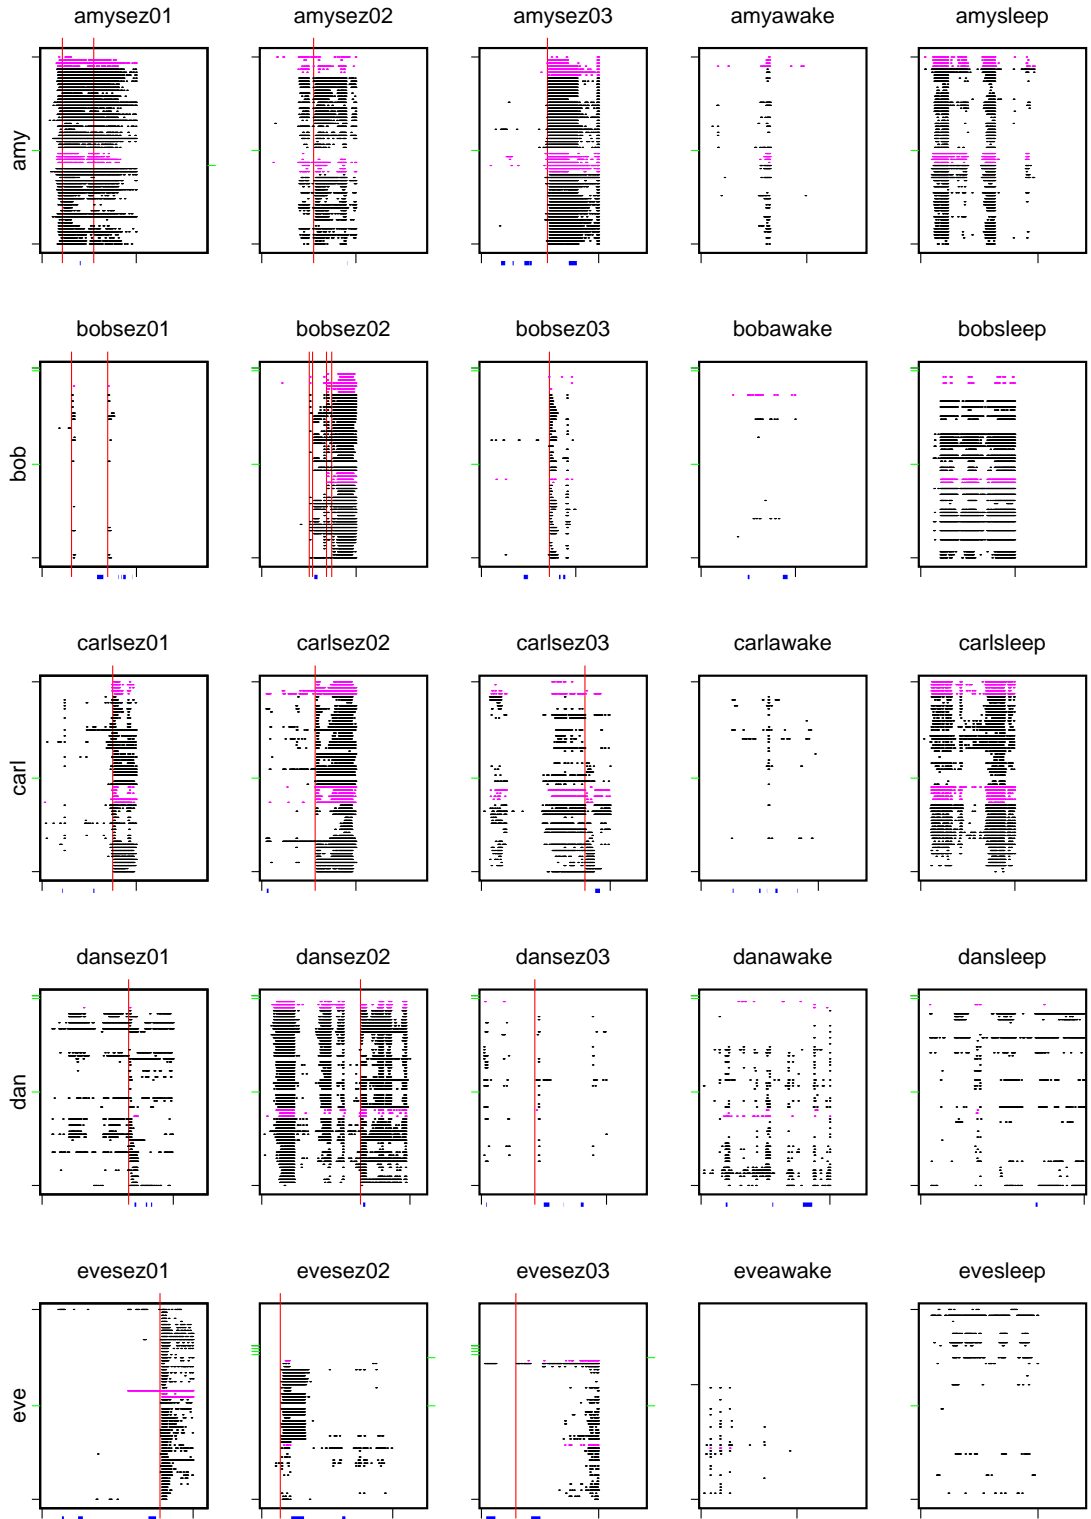 amysez01 amysez02 amysez03 amyawake amysleep
amy
bobsez01 bobsez02 bobsez03 bobawake bobsleep
bob
carlsez01 carlsez02 carlsez03 carlawake carlsleep
carl
dansez01 dansez02 dansez03 danawake dansleep
dan
evesez01 evesez02 evesez03 eveawake evesleep
eve